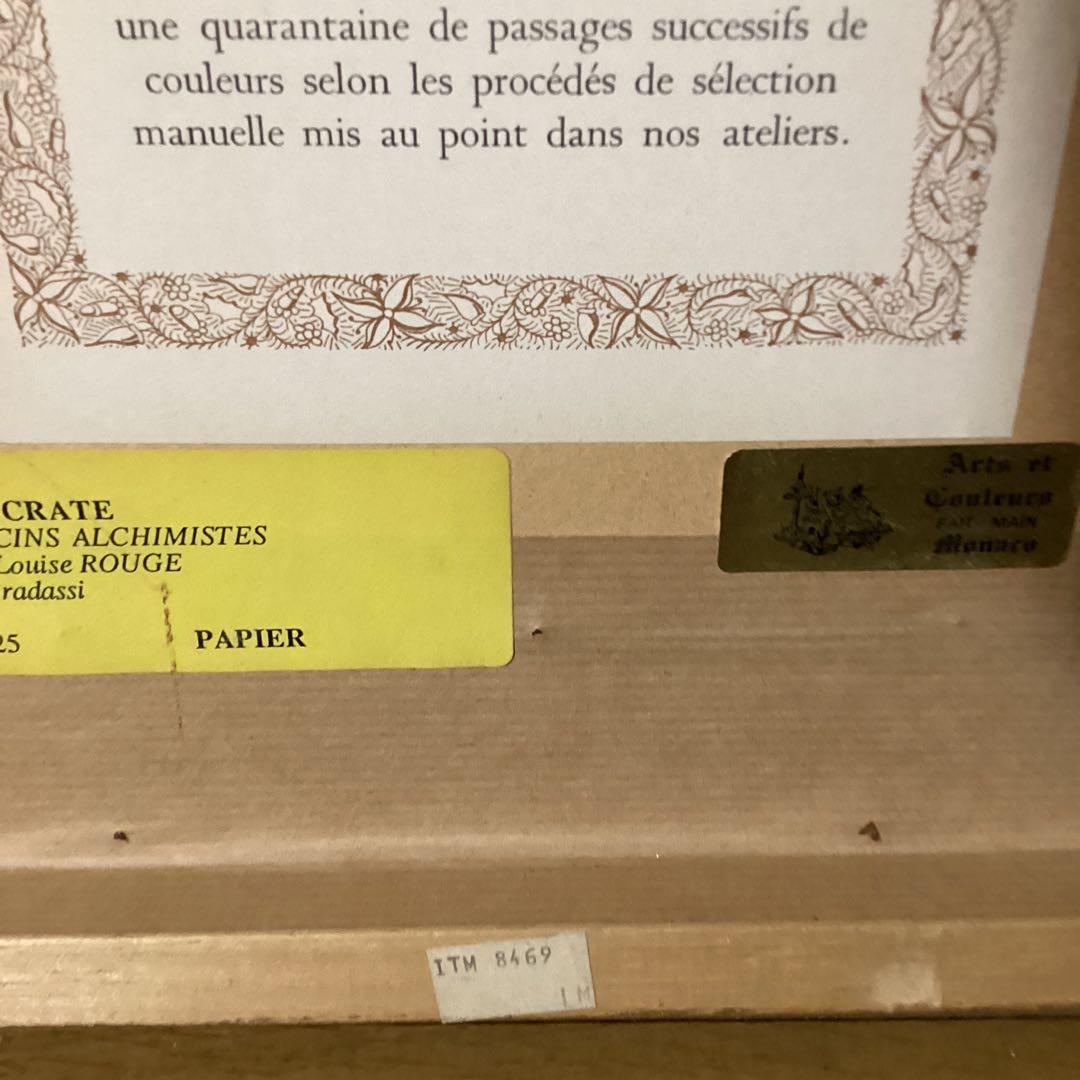 une quarantaine de passages successifs de
couleurs selon les procédés de sélection
manuelle mis au point dans nos ateliers.
CRATE
CINS ALCHIMISTES
Louise ROUGE
radassi
25
PAPIER
Arts et
Couleurs
FAIT MAIN
Monaco
ITM 8469
I M